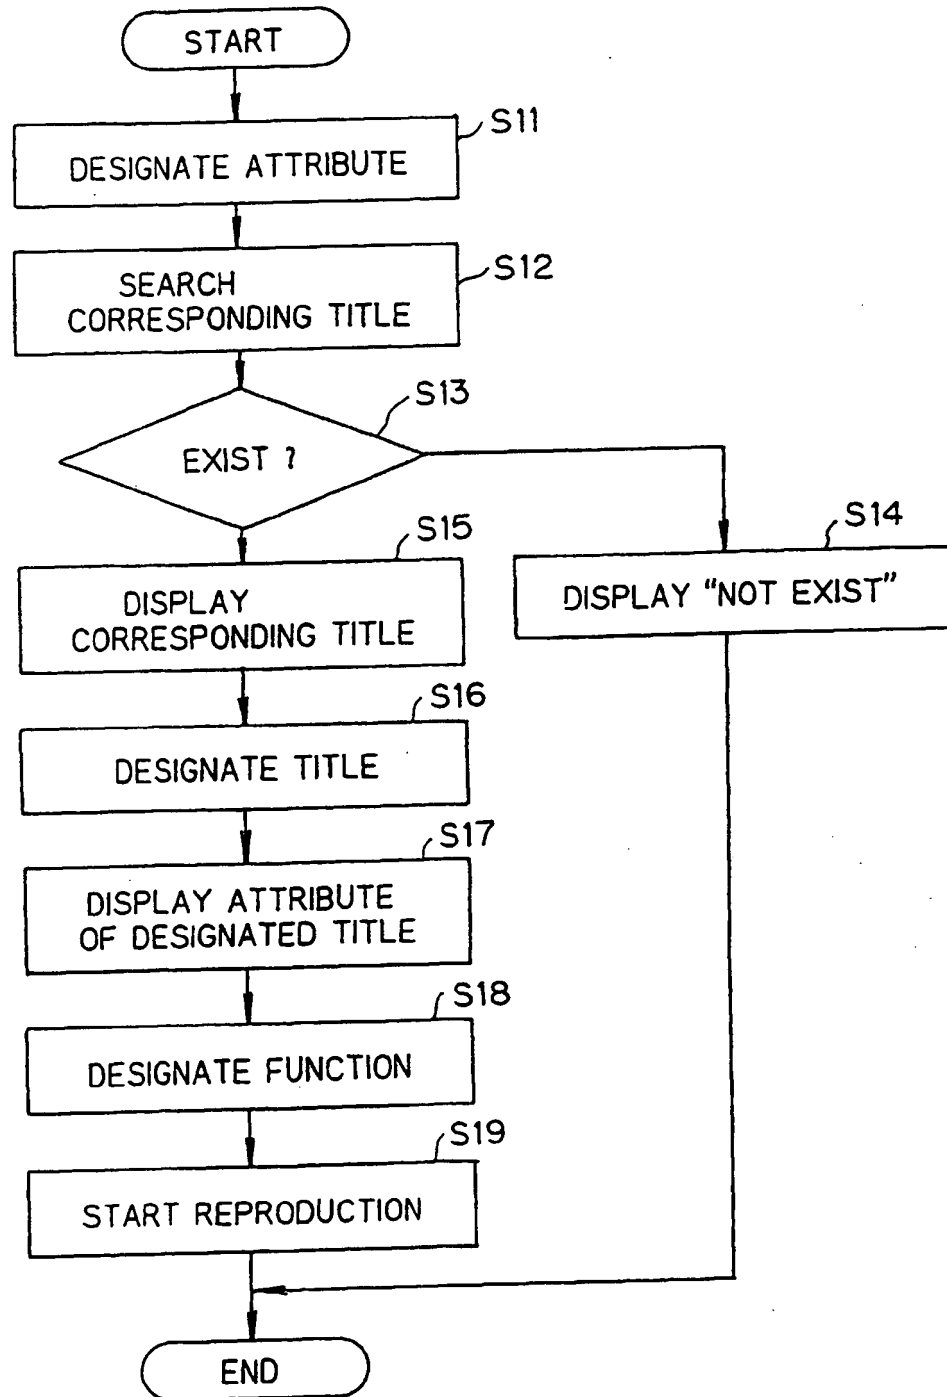 START
S11
DESIGNATE ATTRIBUTE
S12
SEARCH
CORRESPONDING TITLE
S13
EXIST ?
S14
DISPLAY "NOT EXIST"
S15
DISPLAY
CORRESPONDING TITLE
S16
DESIGNATE TITLE
S17
DISPLAY ATTRIBUTE
OF DESIGNATED TITLE
S18
DESIGNATE FUNCTION
S19
START REPRODUCTION
END